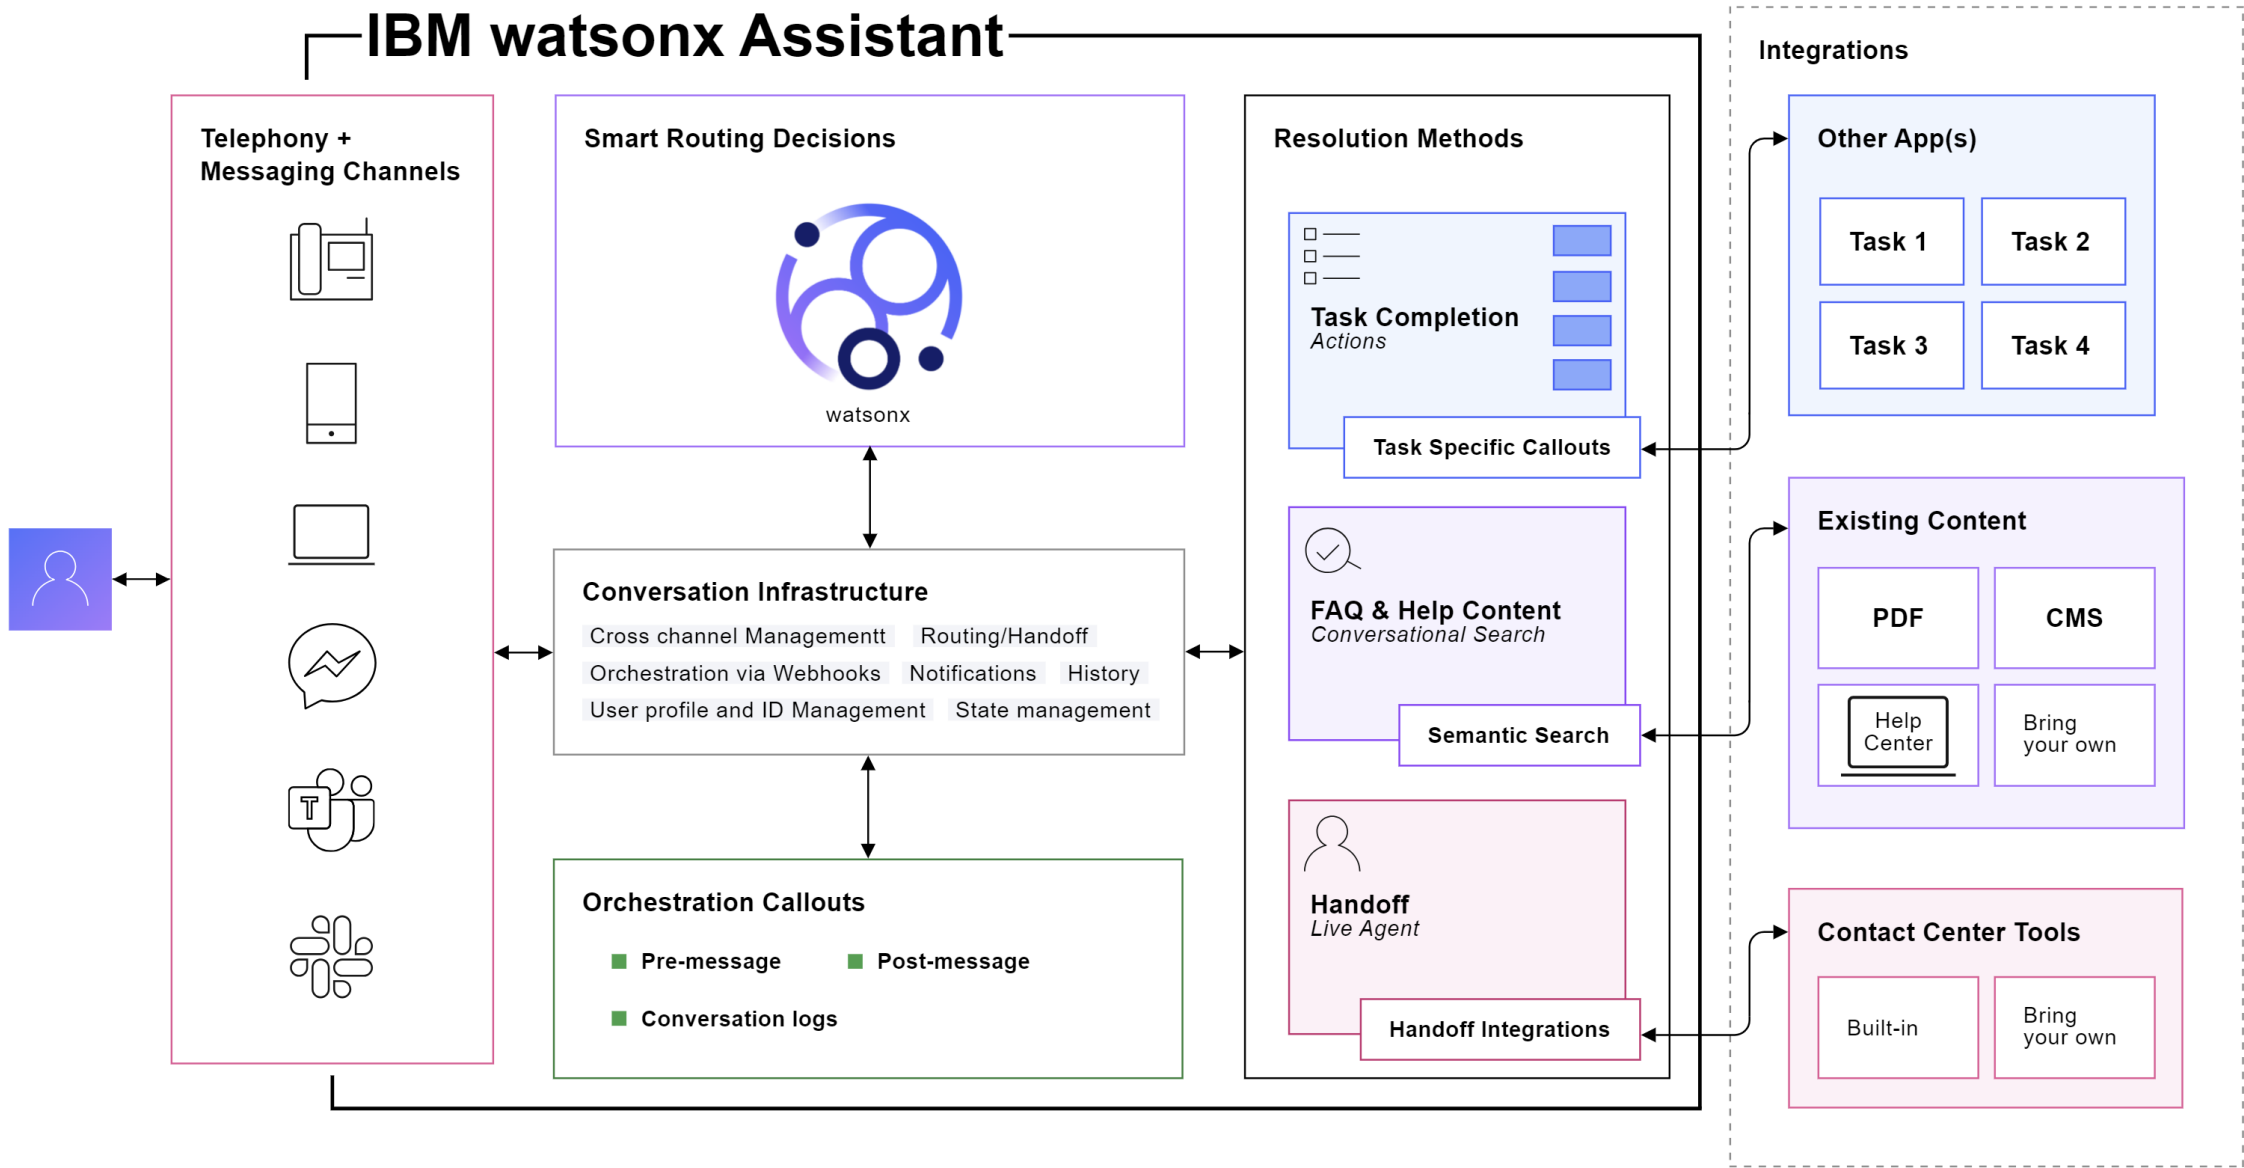 IBM watsonx Assistant
Telephony +
Messaging Channels
T
Smart Routing Decisions
watsonx
Conversation Infrastructure
Cross channel Managementt Routing/Handoff
Orchestration via Webhooks Notifications History
User profile and ID Management State management
Orchestration Callouts
Pre-message Post-message
Conversation logs
Resolution Methods
Task Completion
Actions
Task Specific Callouts
FAQ & Help Content
Conversational Search
Semantic Search
Handoff
Live Agent
Handoff Integrations
Integrations
Other App(s)
Task 1 Task 2
Task 3 Task 4
Existing Content
PDF CMS
Help
Center
Bring
your own
Contact Center Tools
Built-in
Bring
your own